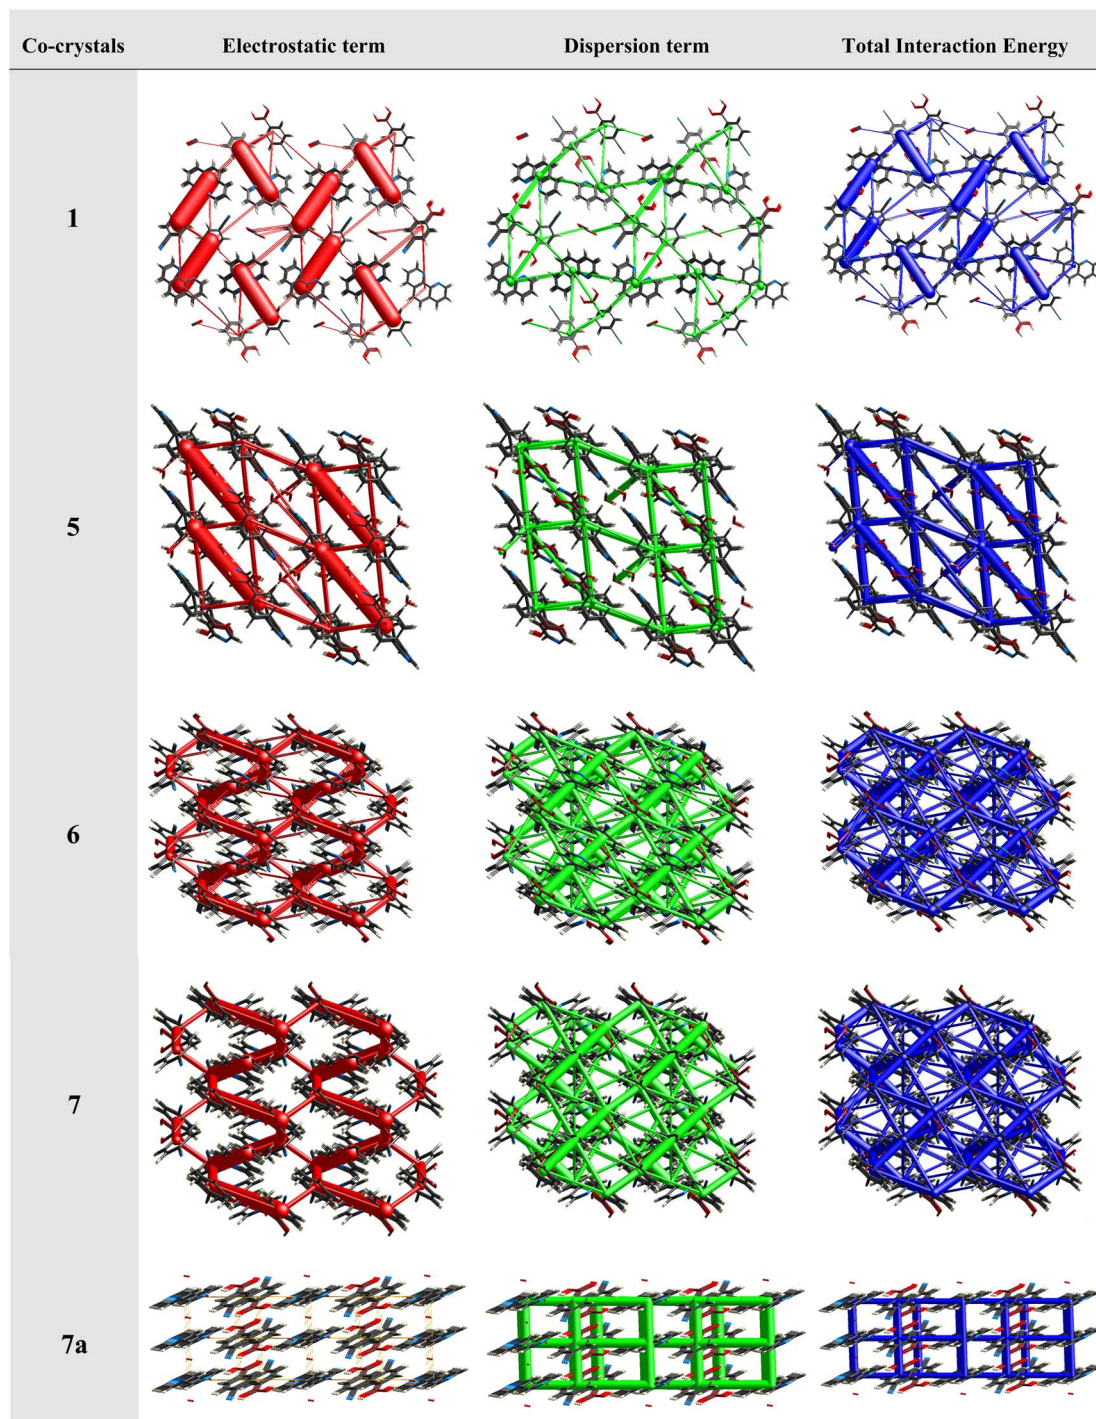 Co-crystals Electrostatic term Dispersion term Total Interaction Energy
1
5
6
7
7a